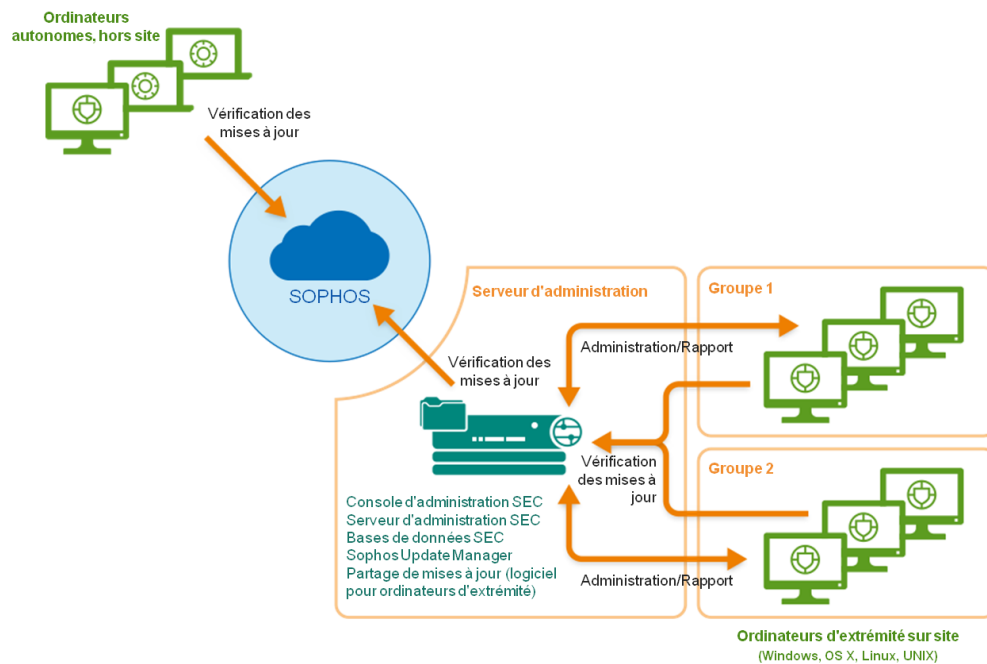 Ordinateurs
autonomes, hors site
Vérification des
mises à jour
SOPHOS
Serveur d'administration
Groupe 1
Administration/Rapport
Vérification des
mises à jour
Vérification
des mises à
jour
Groupe 2
Console d'administration SEC
Serveur d'administration SEC
Bases de données SEC
Sophos Update Manager
Partage de mises à jour (logiciel
pour ordinateurs d'extrémité)
Administration/Rapport
Ordinateurs d'extrémité sur site
(Windows, OS X, Linux, UNIX)